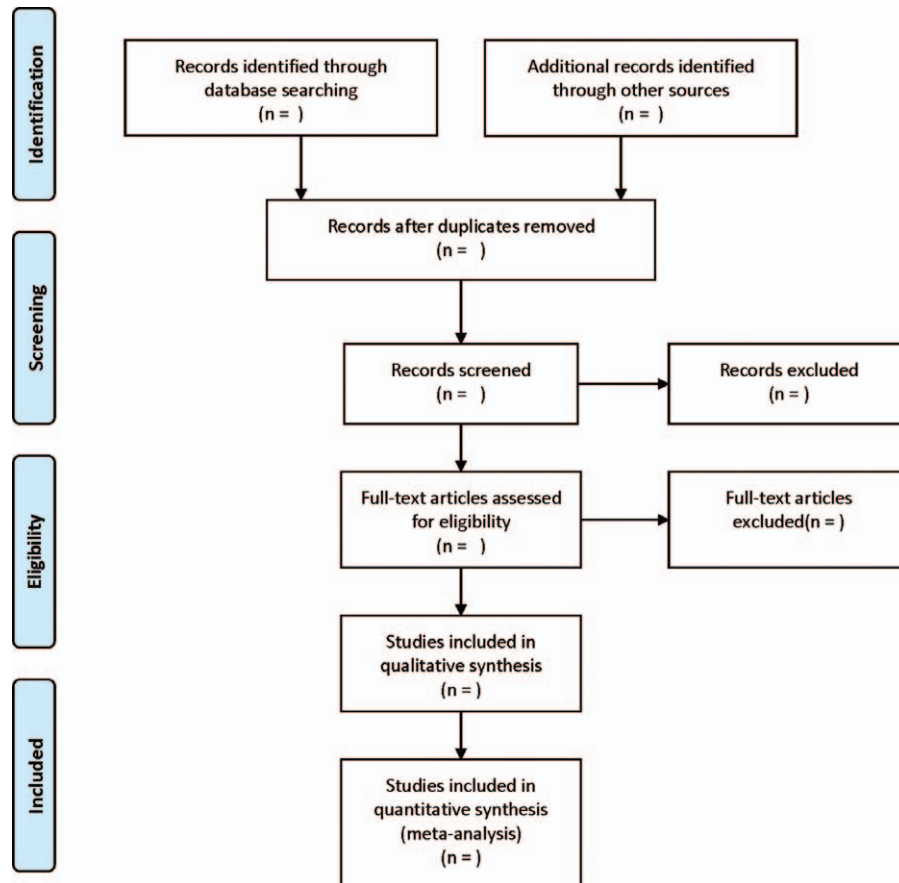 Identification
Records identified through
database searching
(n =  )
Additional records identified
through other sources
(n =  )
Records after duplicates removed
(n =  )
Screening
Records screened
(n =  )
Records excluded
(n = )
Eligibility
Full-text articles assessed
for eligibility
(n =  )
Full-text articles
excluded(n = )
Studies included in
qualitative synthesis
(n = )
Included
Studies included in
quantitative synthesis
(meta-analysis)
(n = )